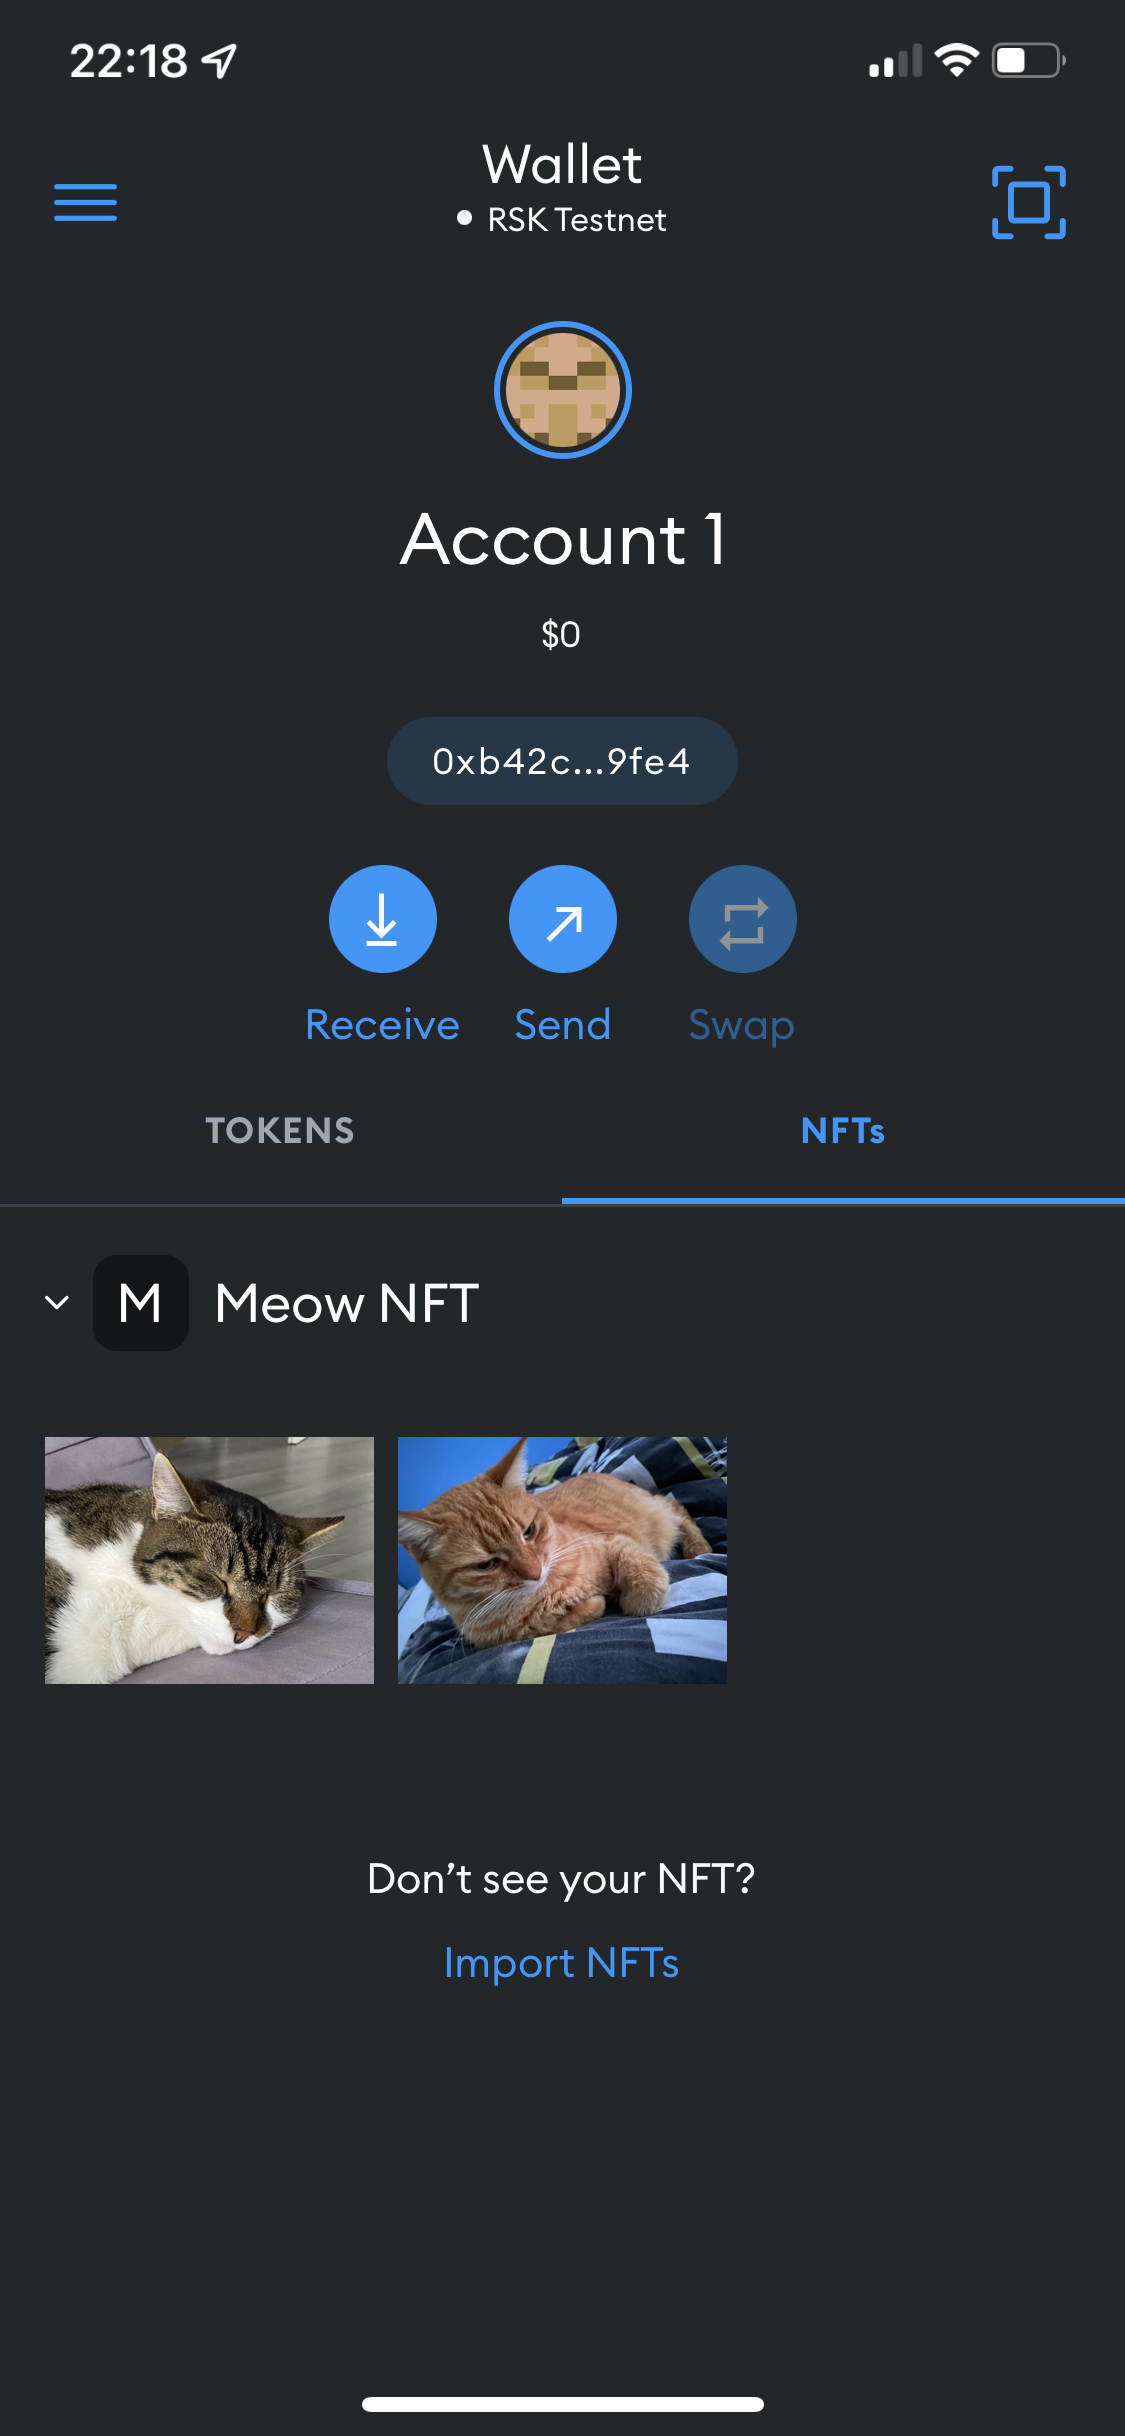 22:18
Wallet
RSK Testnet
Account 1
$0
0xb42c...9fe4
Receive Send Swap
TOKENS NFTs
M Meow NFT
Don’t see your NFT?
Import NFTs